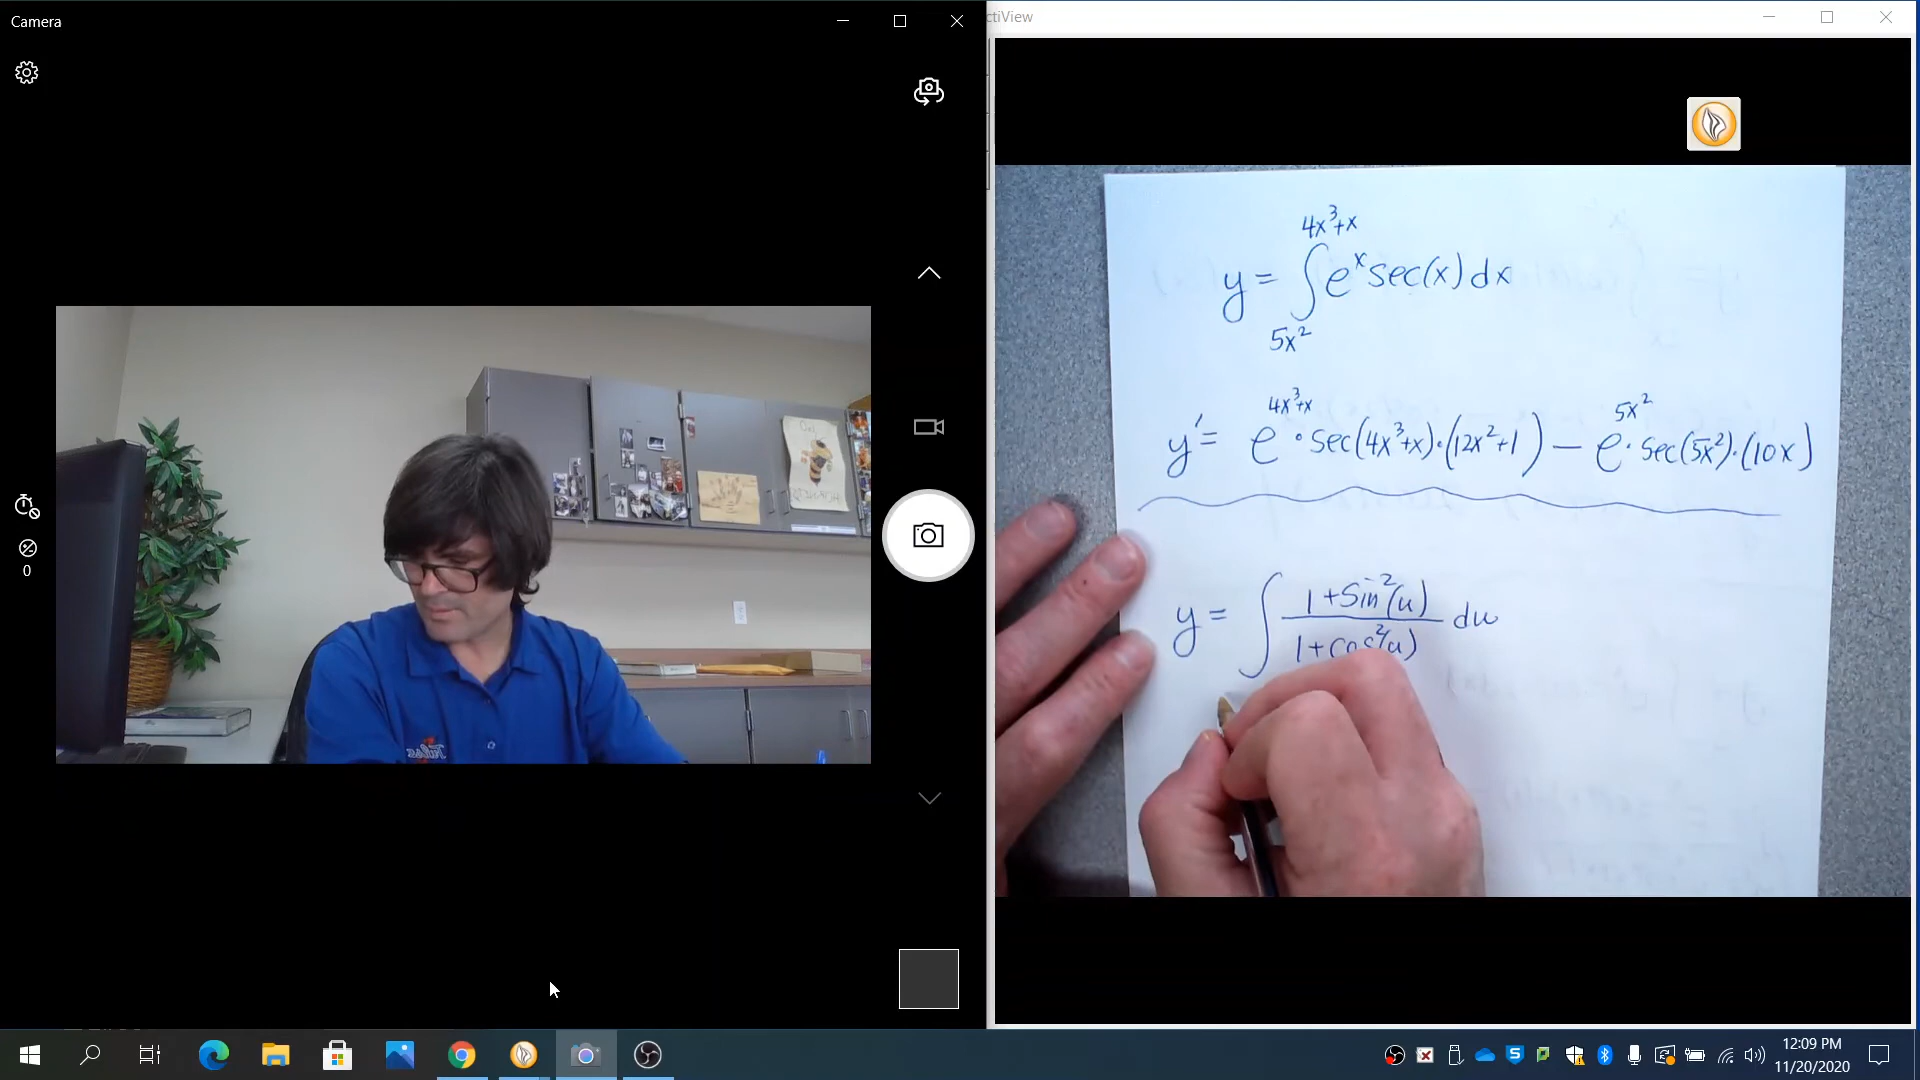 Camera
ctiView
0
4x³+x
y = ∫ eˣ sec(x) dx
5x²
4x³+x 5x²
y' = e · sec(4x³+x) · (12x²+1) − e · sec(5x²) · (10x)
y = ∫ 1+Sin²(u) du
1+cos²(u)
12:09 PM
11/20/2020